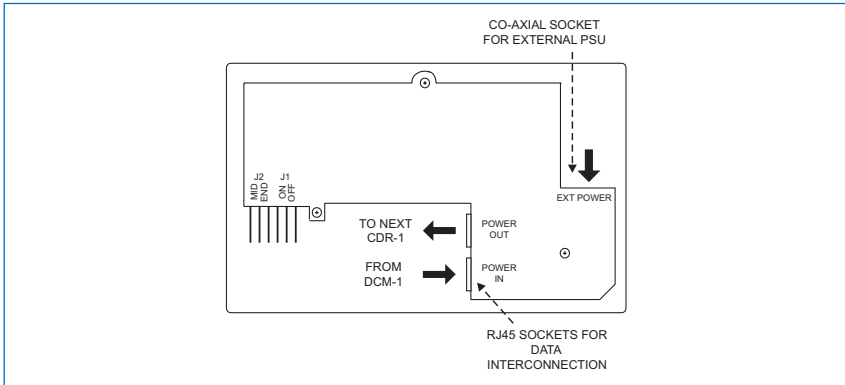 CO-AXIAL SOCKET
FOR EXTERNAL PSU
J2
J1
MID
END
ON
OFF
EXT POWER
TO NEXT
CDR-1
POWER
OUT
FROM
DCM-1
POWER
IN
RJ45 SOCKETS FOR
DATA
INTERCONNECTION